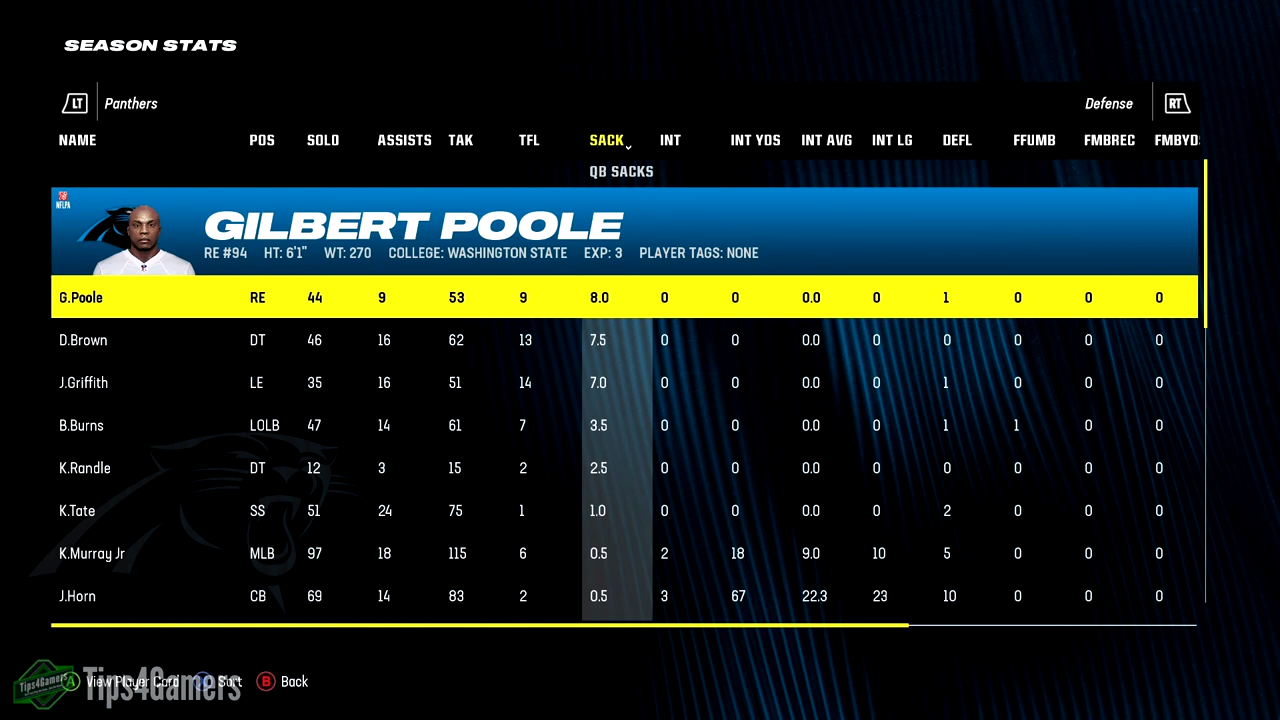 SEASON STATS
LT Panthers Defense RT
NAME POS SOLO ASSISTS TAK TFL SACK INT INT YDS INT AVG INT LG DEFL FFUMB FMBREC FMBYD
QB SACKS
NFLPA
GILBERT POOLE
RE #94 HT: 6'1" WT: 270 COLLEGE: WASHINGTON STATE EXP: 3 PLAYER TAGS: NONE
G.Poole RE 44 9 53 9 8.0 0 0 0.0 0 1 0 0 0
D.Brown DT 46 16 62 13 7.5 0 0 0.0 0 0 0 0 0
J.Griffith LE 35 16 51 14 7.0 0 0 0.0 0 1 0 0 0
B.Burns LOLB 47 14 61 7 3.5 0 0 0.0 0 1 1 0 0
K.Randle DT 12 3 15 2 2.5 0 0 0.0 0 0 0 0 0
K.Tate SS 51 24 75 1 1.0 0 0 0.0 0 2 0 0 0
K.Murray Jr MLB 97 18 115 6 0.5 2 18 9.0 10 5 0 0 0
J.Horn CB 69 14 83 2 0.5 3 67 22.3 23 10 0 0 0
Tips4Gamers A View Player Card X Sort B Back
Tips4Gamers